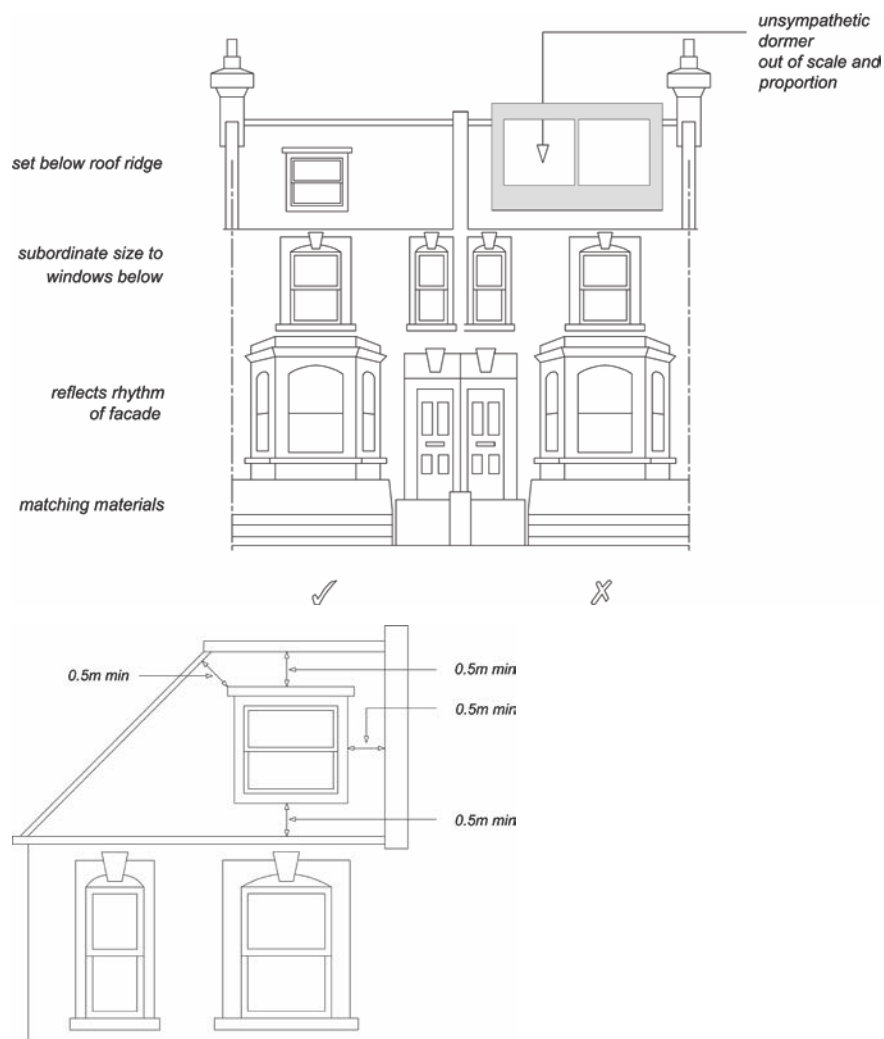 unsympathetic
dormer
out of scale and
proportion
set below roof ridge
subordinate size to
windows below
reflects rhythm
of facade
matching materials
0.5m min
0.5m min
0.5m min
0.5m min